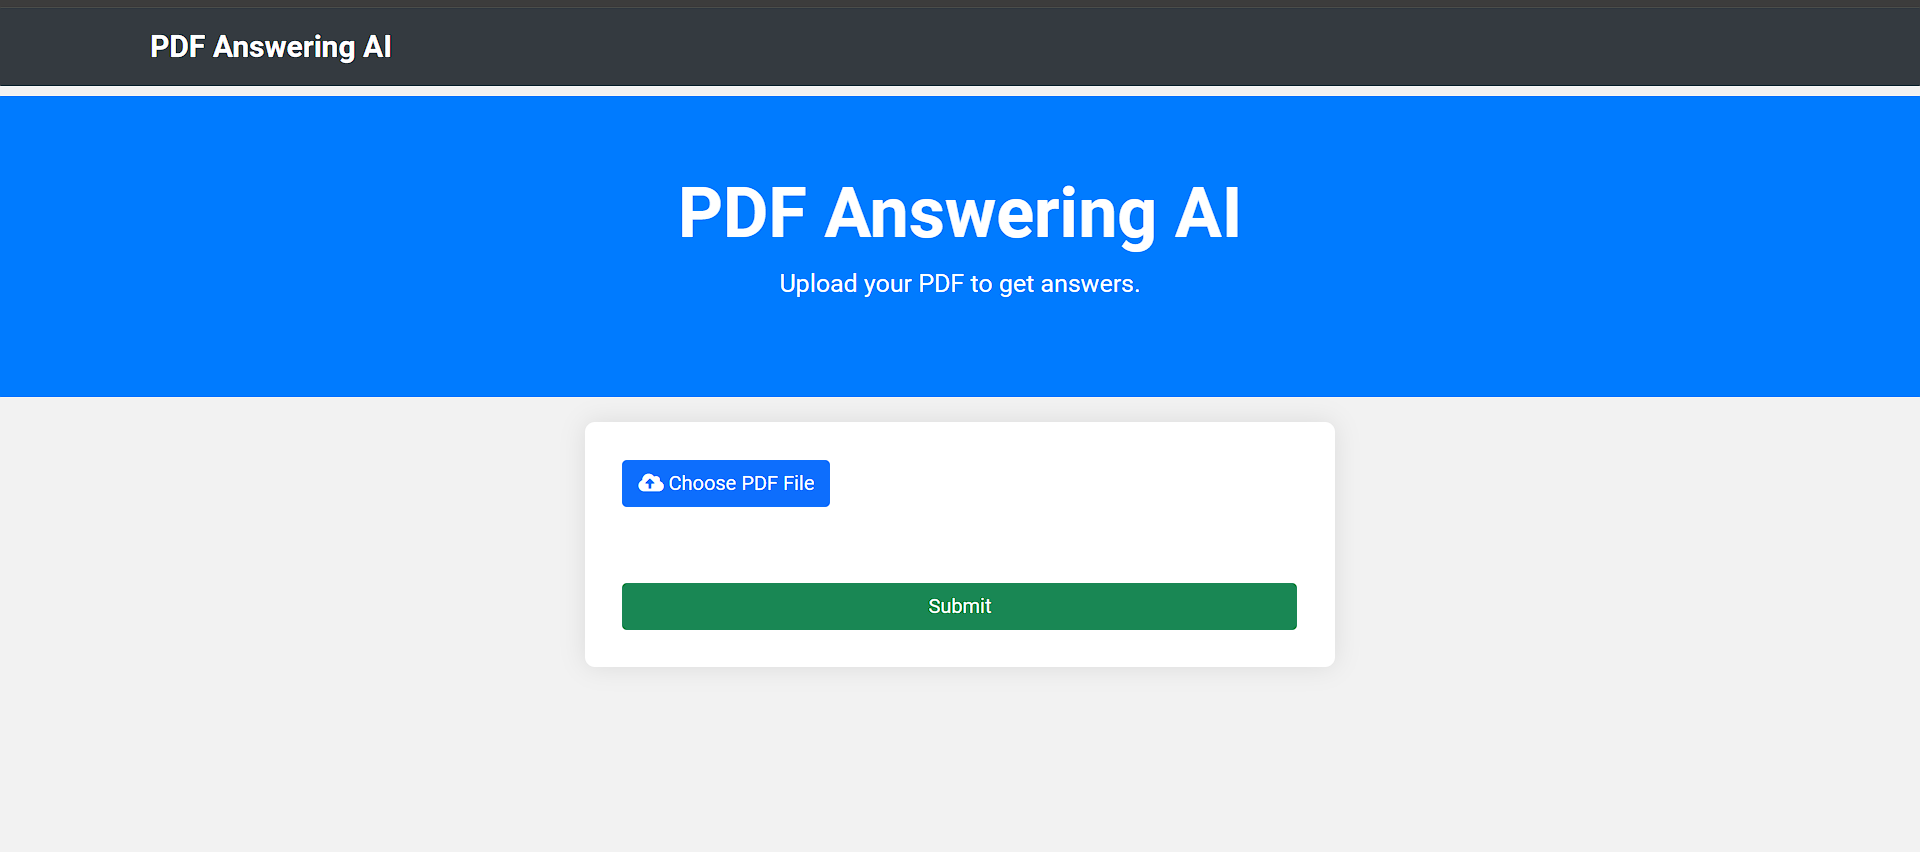 PDF Answering AI
PDF Answering AI
Upload your PDF to get answers.
Choose PDF File
Submit